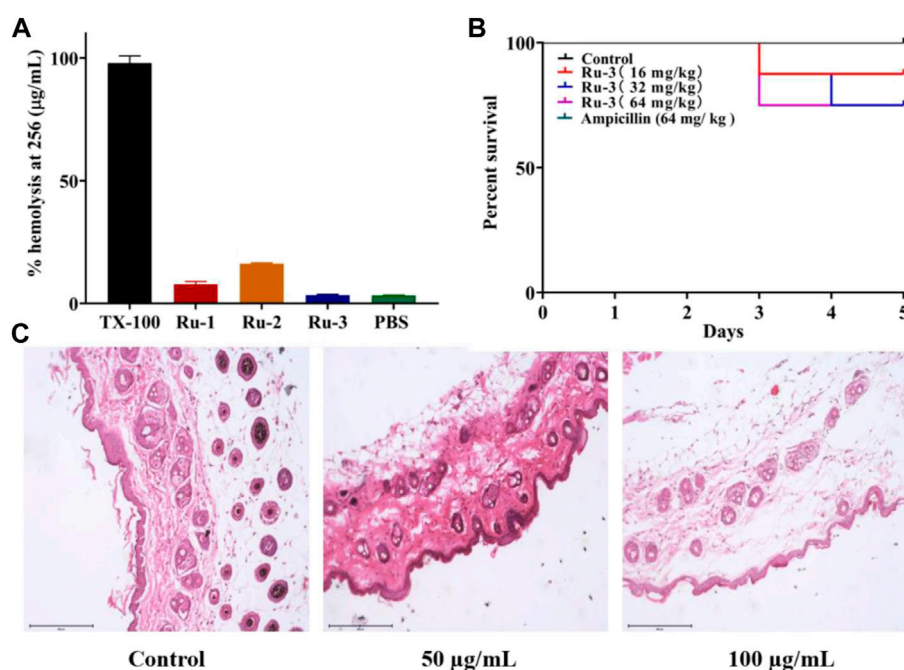 A
% hemolysis at 256 (μg/mL)
100
50
0
TX-100 Ru-1 Ru-2 Ru-3 PBS
B
Percent survival
100
50
0
Control
Ru-3( 16 mg/kg)
Ru-3( 32 mg/kg)
Ru-3( 64 mg/kg)
Ampicillin (64 mg/ kg )
0 1 2 3 4 5
Days
C
Control 50 μg/mL 100 μg/mL